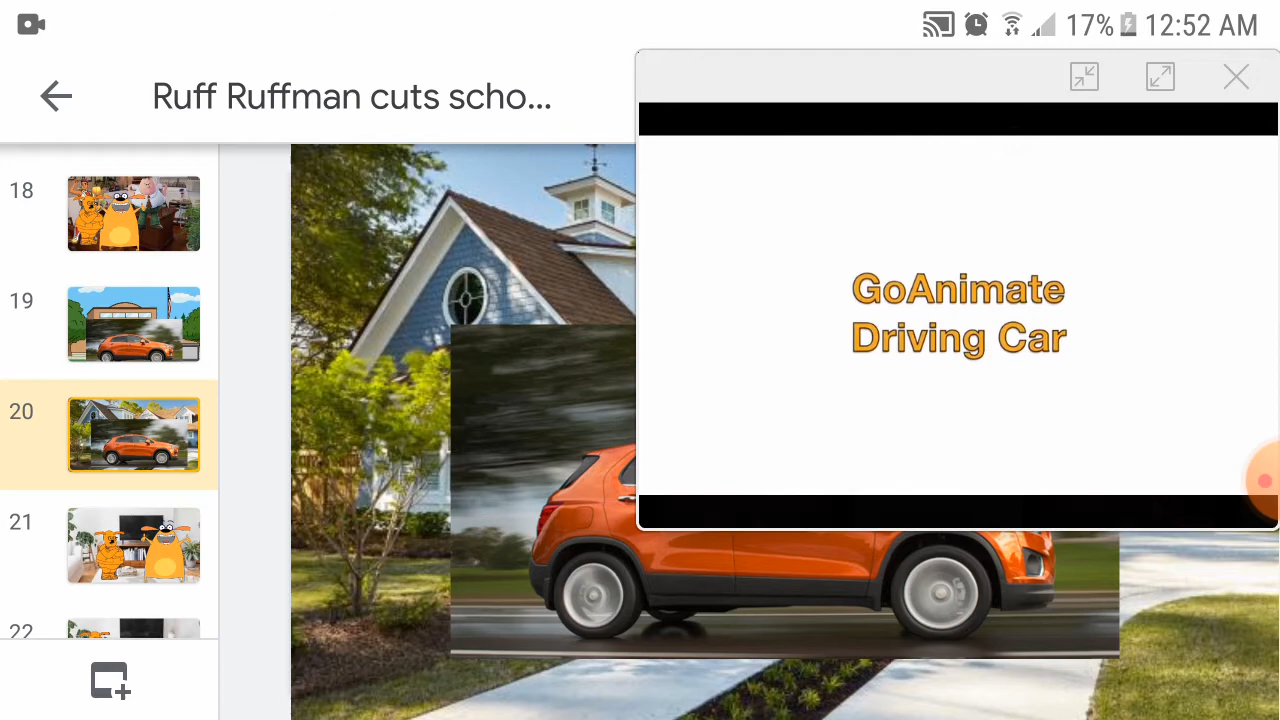 17% 12:52 AM
Ruff Ruffman cuts scho...
GoAnimate
Driving Car
18
19
20
21
22